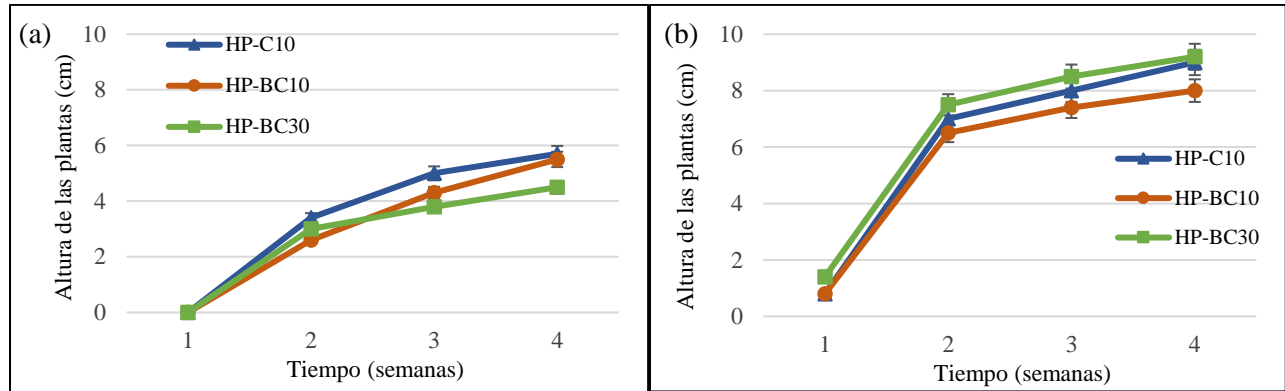 (a)
Altura de las plantas (cm)
10
8
6
4
2
0
HP-C10
HP-BC10
HP-BC30
1 2 3 4
Tiempo (semanas)
(b)
Altura de las plantas (cm)
10
8
6
4
2
0
HP-C10
HP-BC10
HP-BC30
1 2 3 4
Tiempo (semanas)